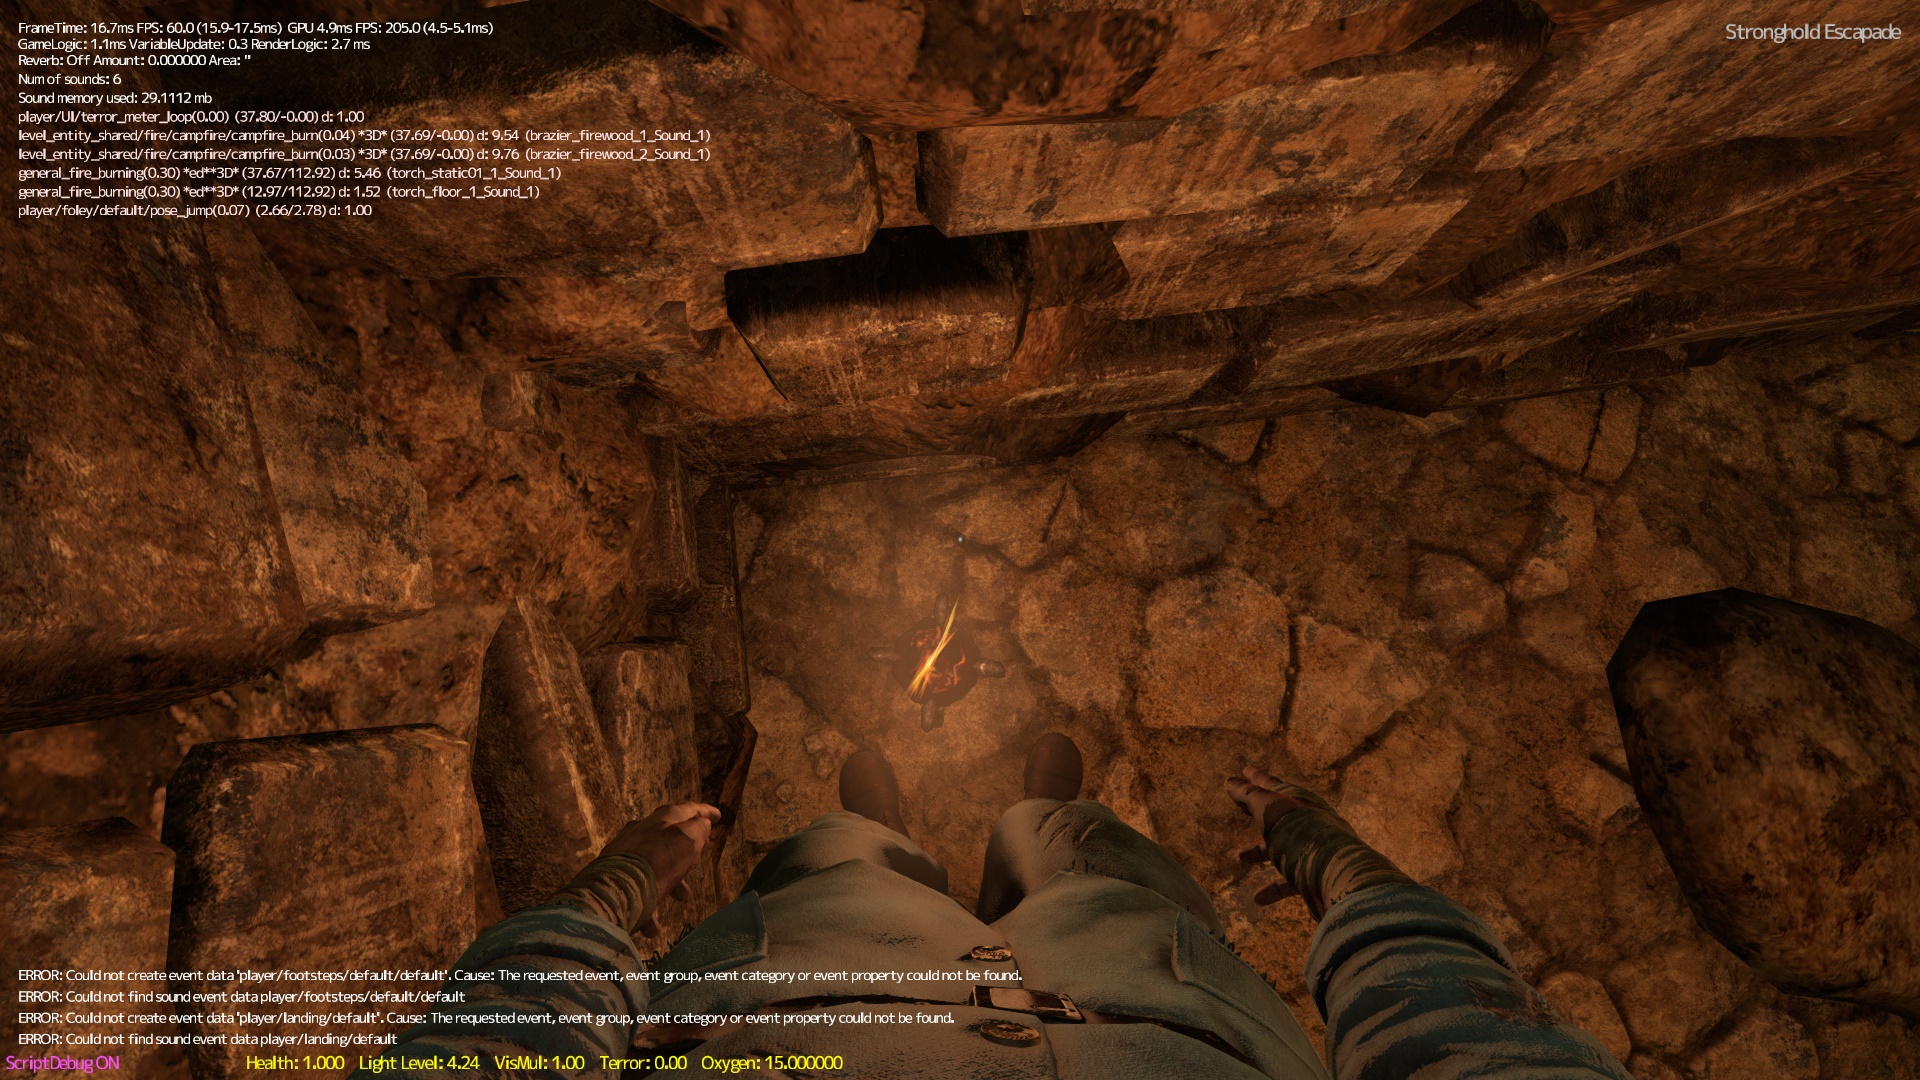 FrameTime: 16.7ms FPS: 60.0 (15.9-17.5ms) GPU 4.9ms FPS: 205.0 (4.5-5.1ms)
Stronghold Escapade
GameLogic: 1.1ms VariableUpdate: 0.3 RenderLogic: 2.7 ms
Reverb: Off Amount: 0.000000 Area: ''
Num of sounds: 6
Sound memory used: 29.1112 mb
player/UI/terror_meter_loop(0.00) (37.80/-0.00) d: 1.00
level_entity_shared/fire/campfire/campfire_burn(0.04) *3D* (37.69/-0.00) d: 9.54 (brazier_firewood_1_Sound_1)
level_entity_shared/fire/campfire/campfire_burn(0.03) *3D* (37.69/-0.00) d: 9.76 (brazier_firewood_2_Sound_1)
general_fire_burning(0.30) *ed**3D* (37.67/112.92) d: 5.46 (torch_static01_1_Sound_1)
general_fire_burning(0.30) *ed**3D* (12.97/112.92) d: 1.52 (torch_floor_1_Sound_1)
player/foley/default/pose_jump(0.07) (2.66/2.78) d: 1.00
ERROR: Could not create event data 'player/footsteps/default/default'. Cause: The requested event, event group, event category or event property could not be found.
ERROR: Could not find sound event data player/footsteps/default/default
ERROR: Could not create event data 'player/landing/default'. Cause: The requested event, event group, event category or event property could not be found.
ERROR: Could not find sound event data player/landing/default
ScriptDebug ON Health: 1.000 Light Level: 4.24 VisMul: 1.00 Terror: 0.00 Oxygen: 15.000000